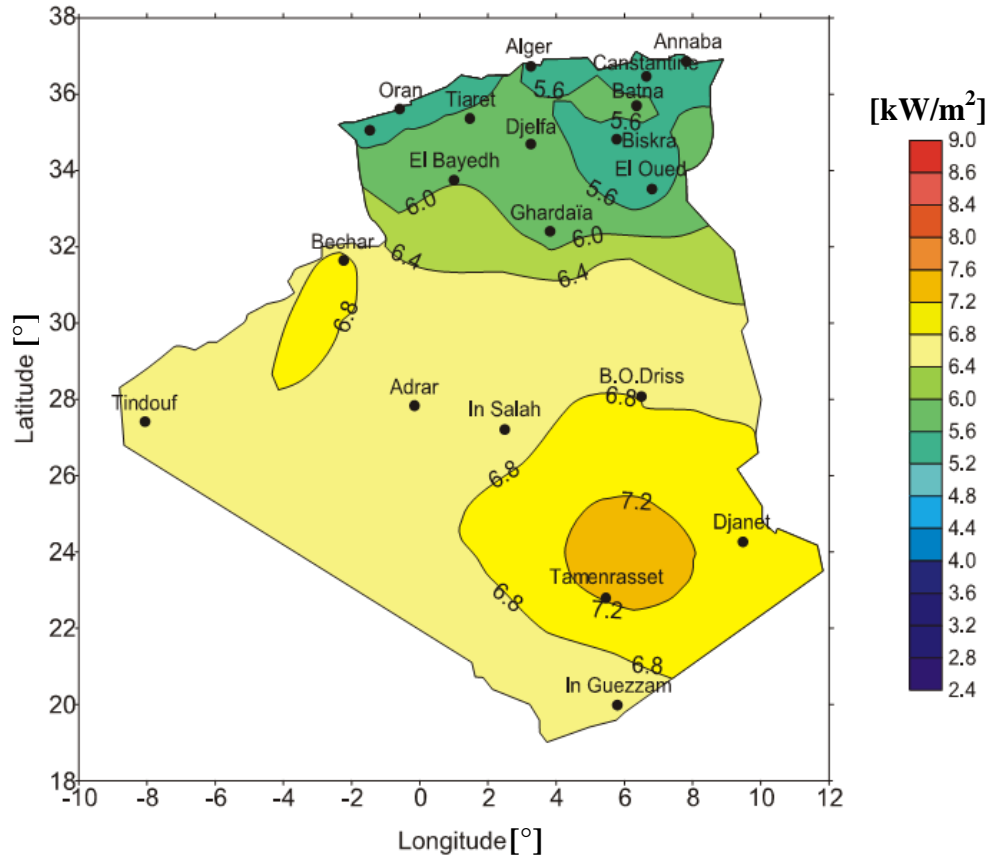 38
36
34
32
30
28
26
24
22
20
18
Latitude [°]
-10 -8 -6 -4 -2 0 2 4 6 8 10 12
Longitude [°]
Alger
Annaba
Canstantine
Oran
5.6
Batna
Tiaret
5.6
Djelfa
Biskra
El Bayedh
El Oued
5.6
6.0
Ghardaïa
6.0
Bechar
6.4
6.4
6.8
B.O.Driss
6.8
Adrar
Tindouf
In Salah
6.8
7.2
Djanet
Tamenrasset
6.8
7.2
6.8
In Guezzam
[kW/m²]
9.0
8.6
8.4
8.0
7.6
7.2
6.8
6.4
6.0
5.6
5.2
4.8
4.4
4.0
3.6
3.2
2.8
2.4